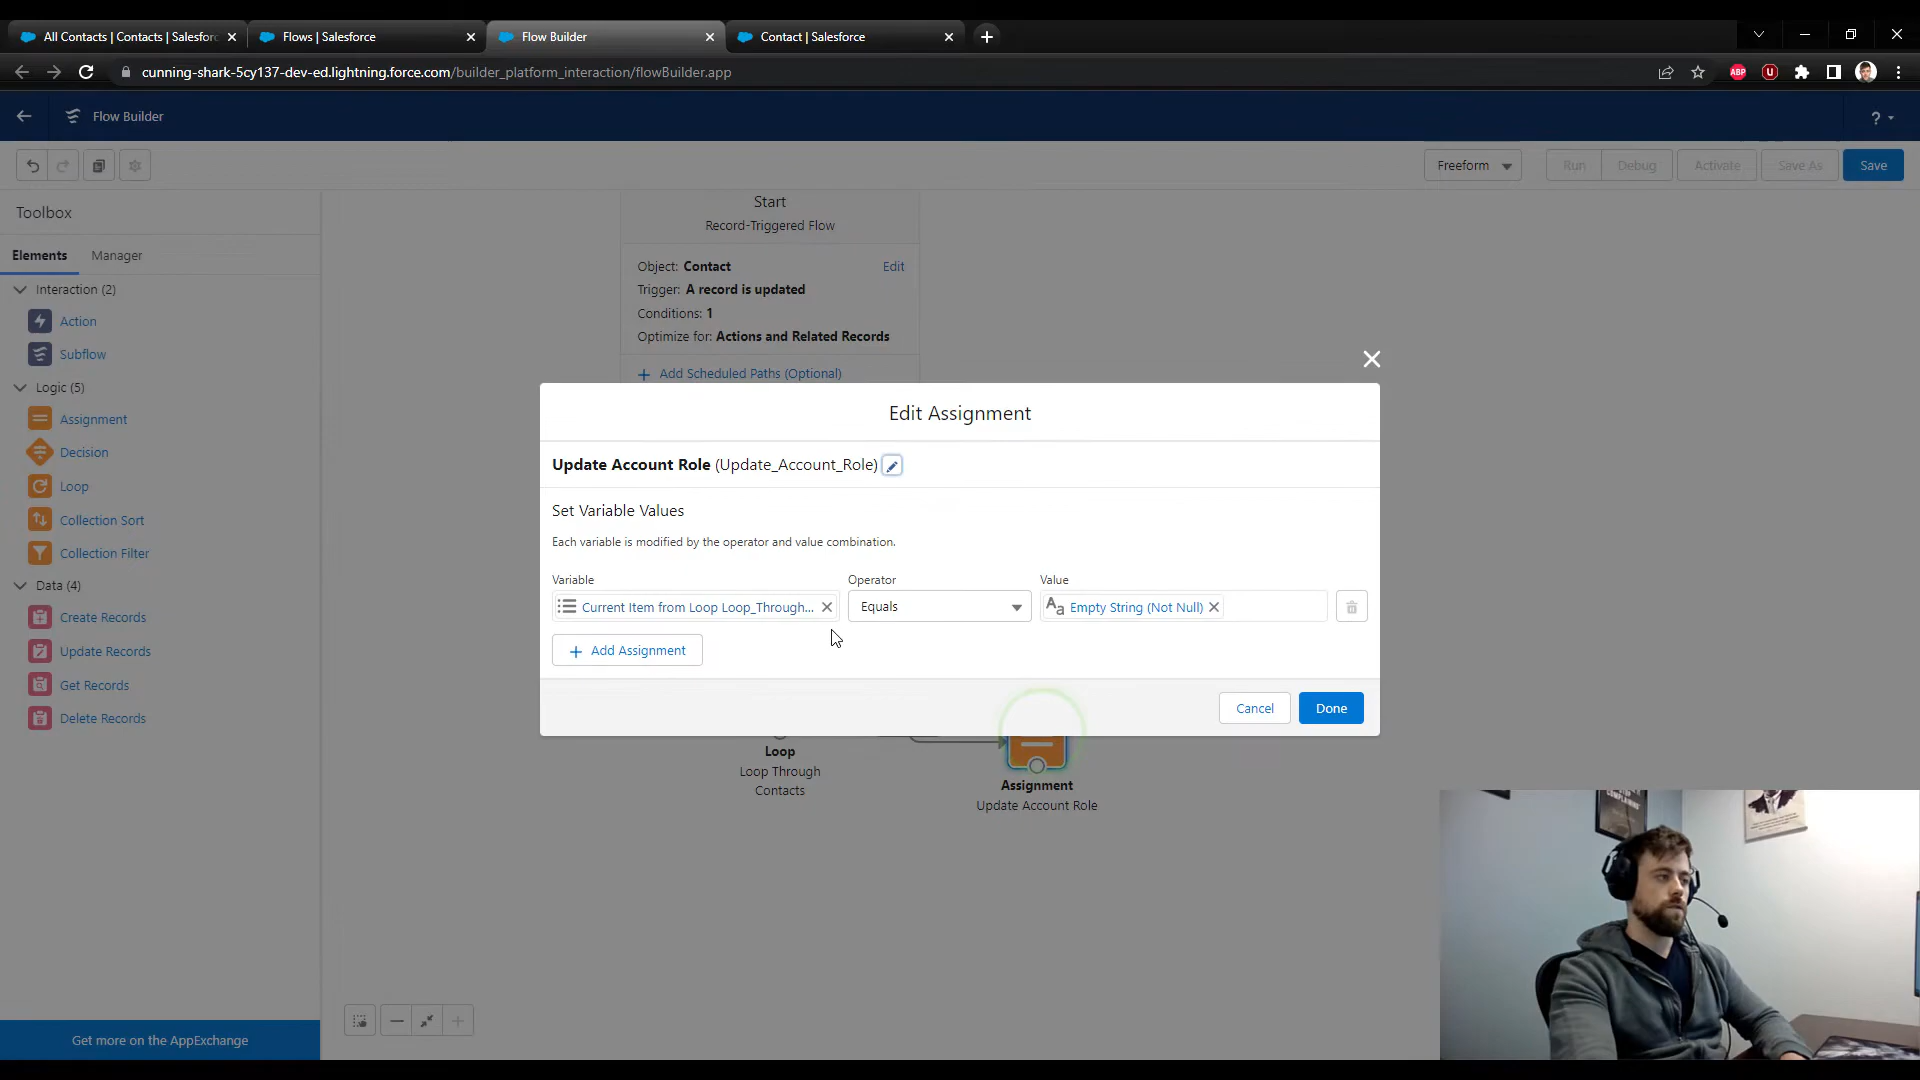 All Contacts | Contacts | Salesforc
Flows | Salesforce
Flow Builder
Contact | Salesforce
cunning-shark-5cy137-dev-ed.lightning.force.com/builder_platform_interaction/flowBuilder.app
ABP
Flow Builder
?
Freeform
Run
Debug
Activate
Save As
Save
Toolbox
Elements
Manager
Interaction (2)
Action
Subflow
Logic (5)
Assignment
Decision
Loop
Collection Sort
Collection Filter
Data (4)
Create Records
Update Records
Get Records
Delete Records
Get more on the AppExchange
Start
Record-Triggered Flow
Object: Contact
Edit
Trigger: A record is updated
Conditions: 1
Optimize for: Actions and Related Records
+ Add Scheduled Paths (Optional)
Edit Assignment
Update Account Role (Update_Account_Role)
Set Variable Values
Each variable is modified by the operator and value combination.
Variable
Operator
Value
Current Item from Loop Loop_Through...
Equals
Aa Empty String (Not Null)
+ Add Assignment
Cancel
Done
Loop
Loop Through
Contacts
Assignment
Update Account Role